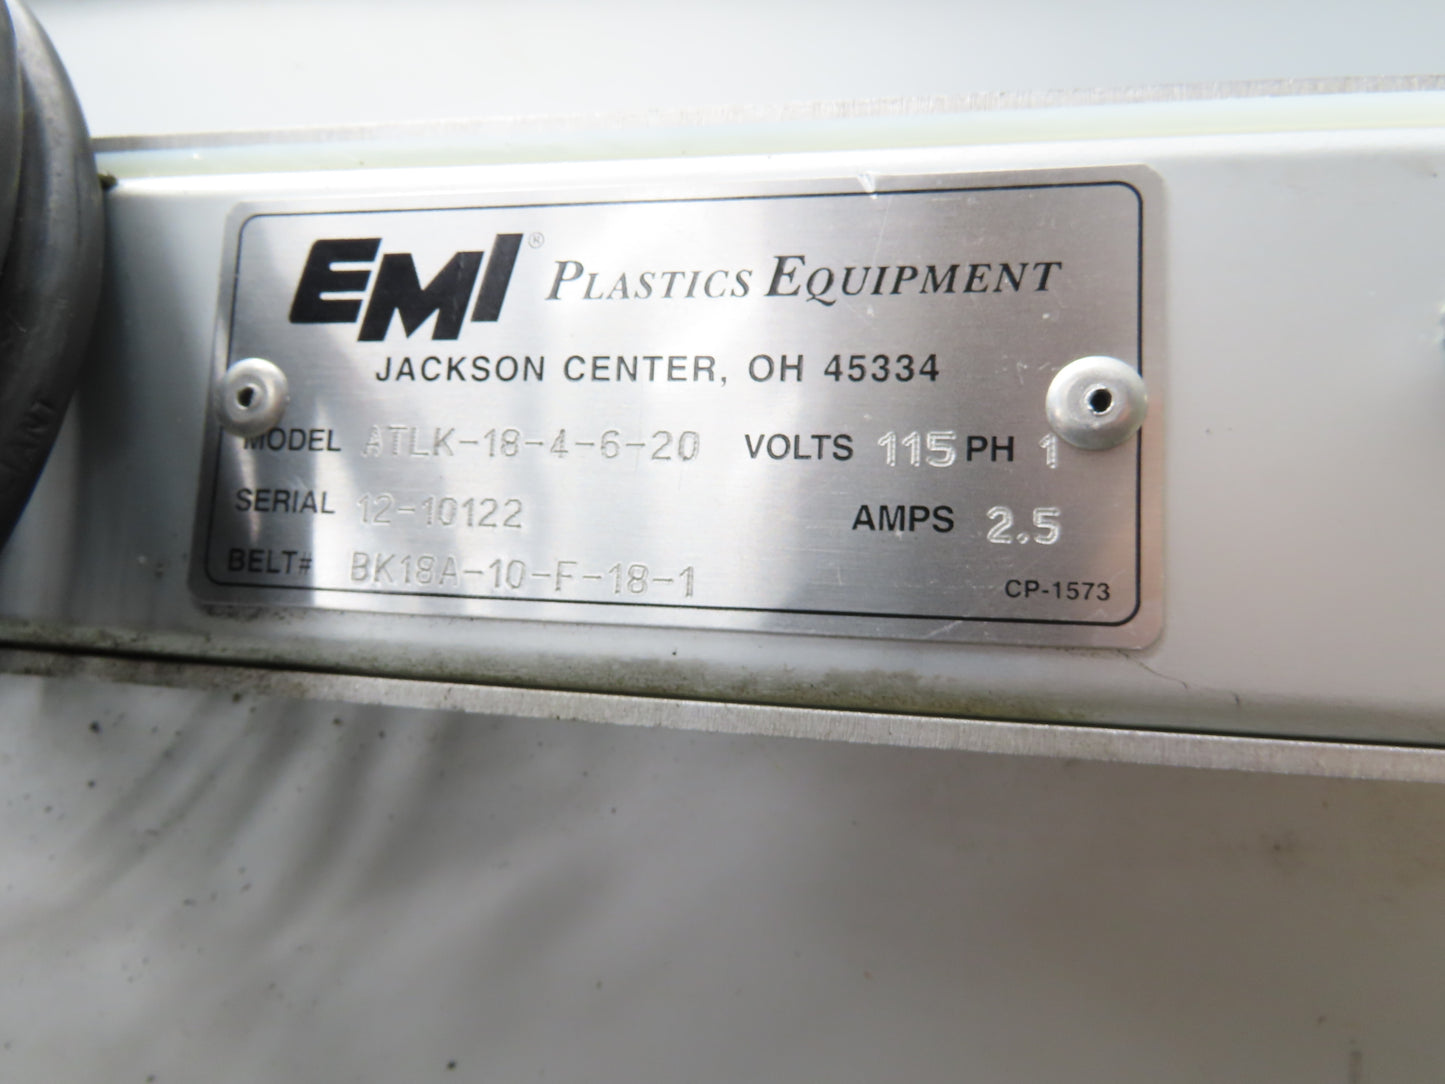 EMI® PLASTICS EQUIPMENT
JACKSON CENTER, OH 45334
MODEL ATLK-18-4-6-20 VOLTS 115 PH 1
SERIAL 12-10122 AMPS 2.5
BELT# BK18A-10-F-18-1
CP-1573